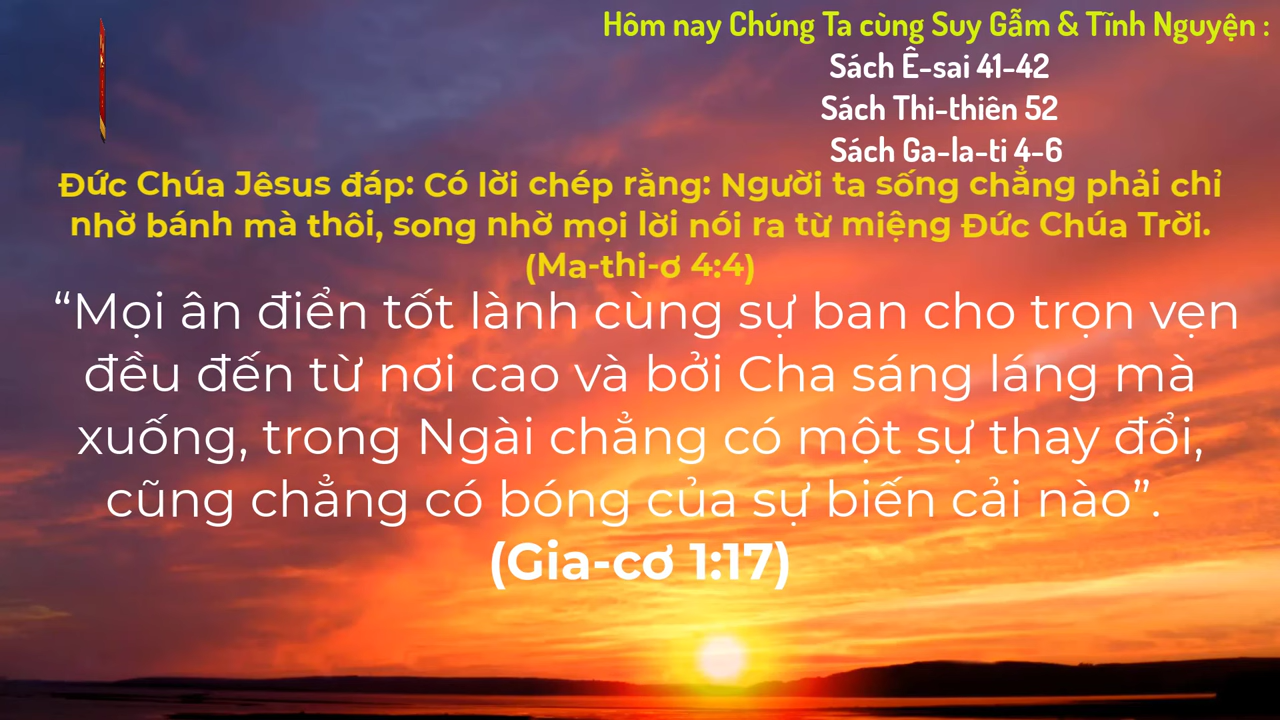 Hôm nay Chúng Ta cùng Suy Gẫm & Tĩnh Nguyện :
Sách Ê-sai 41-42
Sách Thi-thiên 52
Sách Ga-la-ti 4-6
Đức Chúa Jêsus đáp: Có lời chép rằng: Người ta sống chẳng phải chỉ
nhờ bánh mà thôi, song nhờ mọi lời nói ra từ miệng Đức Chúa Trời.
(Ma-thi-ơ 4:4)
“Mọi ân điển tốt lành cùng sự ban cho trọn vẹn
đều đến từ nơi cao và bởi Cha sáng láng mà
xuống, trong Ngài chẳng có một sự thay đổi,
cũng chẳng có bóng của sự biến cải nào”.
(Gia-cơ 1:17)